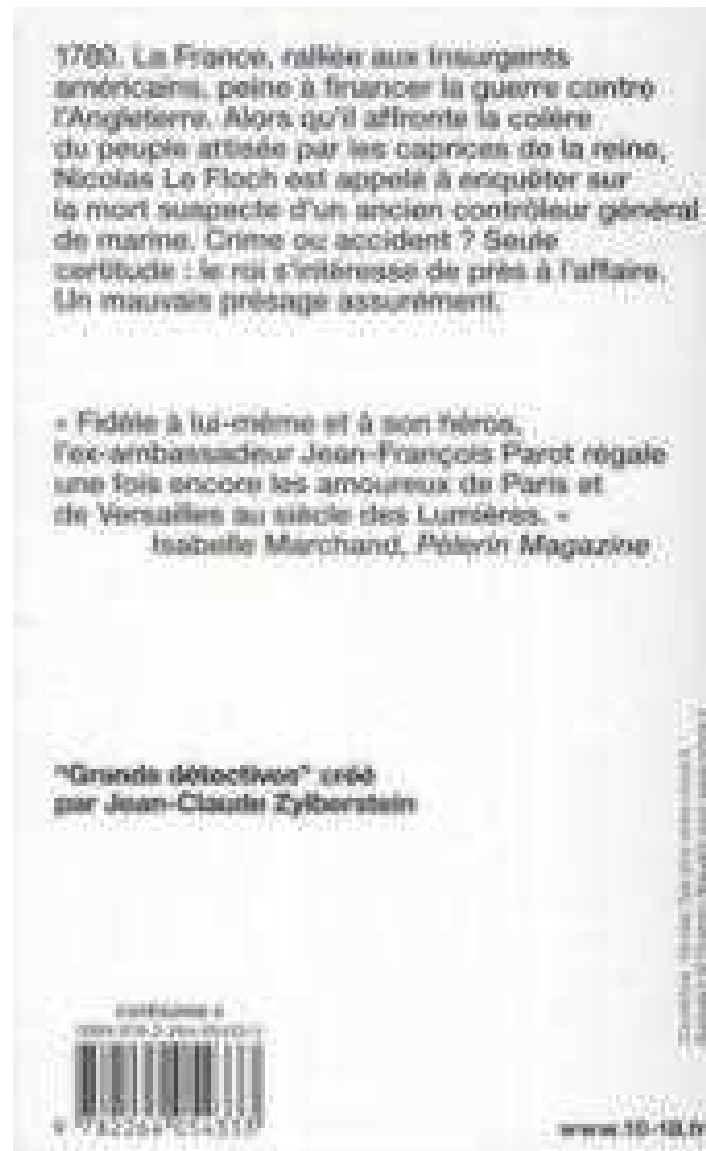 1780. La France, ralliée aux Insurgents
américains, peine à financer la guerre contre
l'Angleterre. Alors qu'il affronte la colère
du peuple attisée par les caprices de la reine,
Nicolas Le Floch est appelé à enquêter sur
la mort suspecte d'un ancien contrôleur général
de marine. Crime ou accident ? Seule
certitude : le roi s'intéresse de près à l'affaire.
Un mauvais présage assurément.
« Fidèle à lui-même et à son héros,
l'ex-ambassadeur Jean-François Parot régale
une fois encore les amoureux de Paris et
de Versailles au siècle des Lumières. »
Isabelle Marchand, Pèlerin Magazine
"Grands détectives" créé
par Jean-Claude Zylberstein
www.10-18.fr